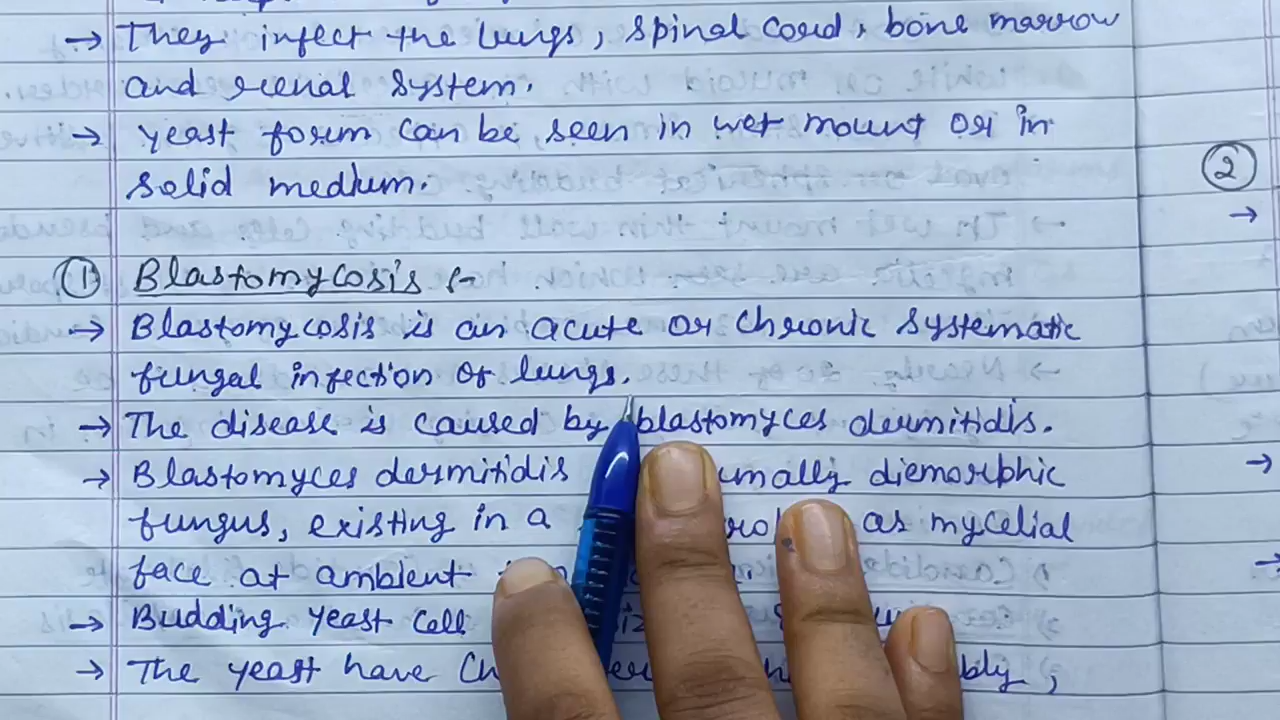 → They infect the lungs, spinal cord, bone marrow
and renal system.
→ yeast form can be seen in wet mount or in
solid medium.
① Blastomycosis :-
→ Blastomycosis is an acute or chronic systematic
fungal infection of lungs.
→ The disease is caused by blastomyces dermitidis.
→ Blastomyces dermitidis mally diemorphic
fungus, existing in a as mycelial
face at ambient
→ Budding yeast cell
→ The yeast have
②
→
→
→